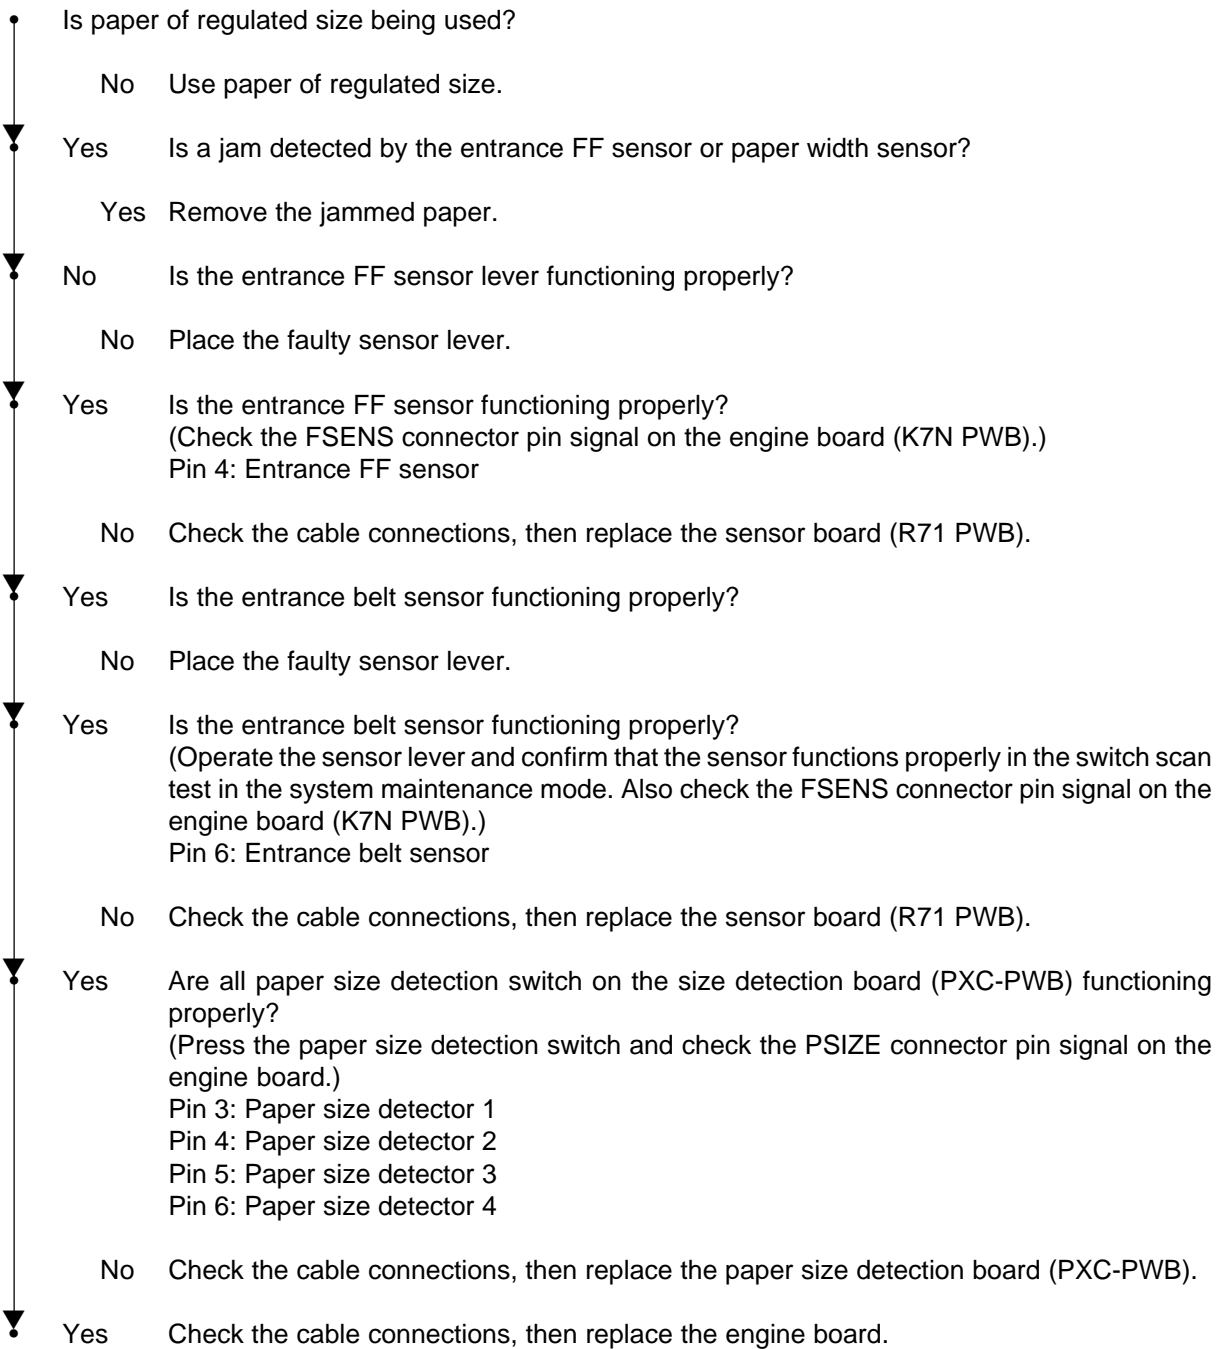 Is paper of regulated size being used?
No Use paper of regulated size.
Yes Is a jam detected by the entrance FF sensor or paper width sensor?
Yes Remove the jammed paper.
No Is the entrance FF sensor lever functioning properly?
No Place the faulty sensor lever.
Yes Is the entrance FF sensor functioning properly?
(Check the FSENS connector pin signal on the engine board (K7N PWB).)
Pin 4: Entrance FF sensor
No Check the cable connections, then replace the sensor board (R71 PWB).
Yes Is the entrance belt sensor functioning properly?
No Place the faulty sensor lever.
Yes Is the entrance belt sensor functioning properly?
(Operate the sensor lever and confirm that the sensor functions properly in the switch scan
test in the system maintenance mode. Also check the FSENS connector pin signal on the
engine board (K7N PWB).)
Pin 6: Entrance belt sensor
No Check the cable connections, then replace the sensor board (R71 PWB).
Yes Are all paper size detection switch on the size detection board (PXC-PWB) functioning
properly?
(Press the paper size detection switch and check the PSIZE connector pin signal on the
engine board.)
Pin 3: Paper size detector 1
Pin 4: Paper size detector 2
Pin 5: Paper size detector 3
Pin 6: Paper size detector 4
No Check the cable connections, then replace the paper size detection board (PXC-PWB).
Yes Check the cable connections, then replace the engine board.